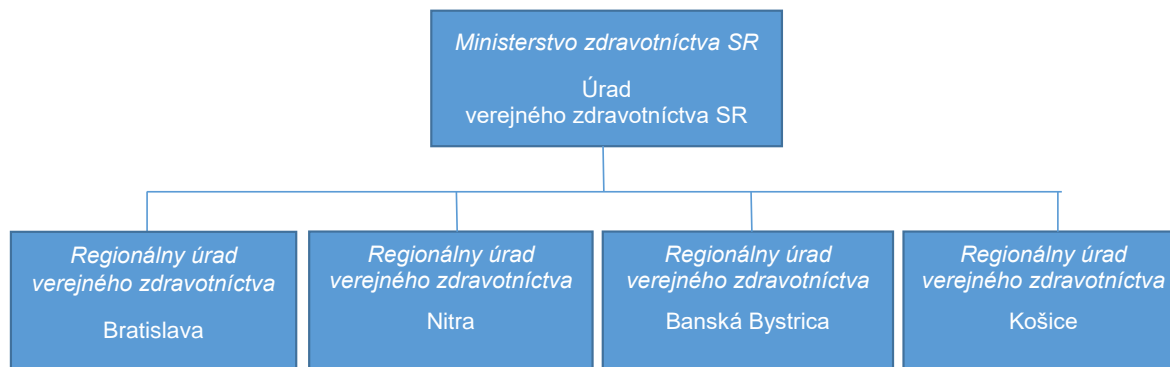 Ministerstvo zdravotníctva SR
Úrad
verejného zdravotníctva SR
Regionálny úrad
verejného zdravotníctva
Bratislava
Regionálny úrad
verejného zdravotníctva
Nitra
Regionálny úrad
verejného zdravotníctva
Banská Bystrica
Regionálny úrad
verejného zdravotníctva
Košice